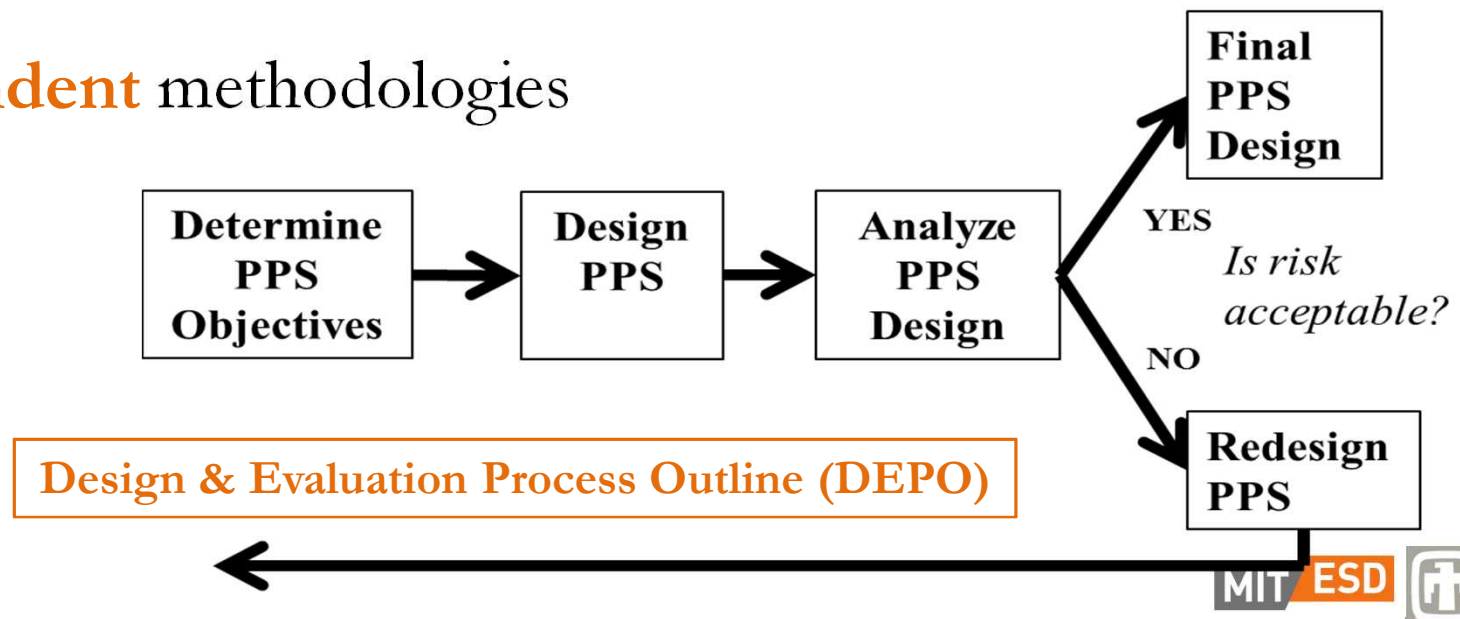 methodologies
Determine
PPS
Objectives
Design
PPS
Analyze
PPS
Design
YES
Final
PPS
Design
Is risk
acceptable?
NO
Redesign
PPS
Design & Evaluation Process Outline (DEPO)
MIT ESD